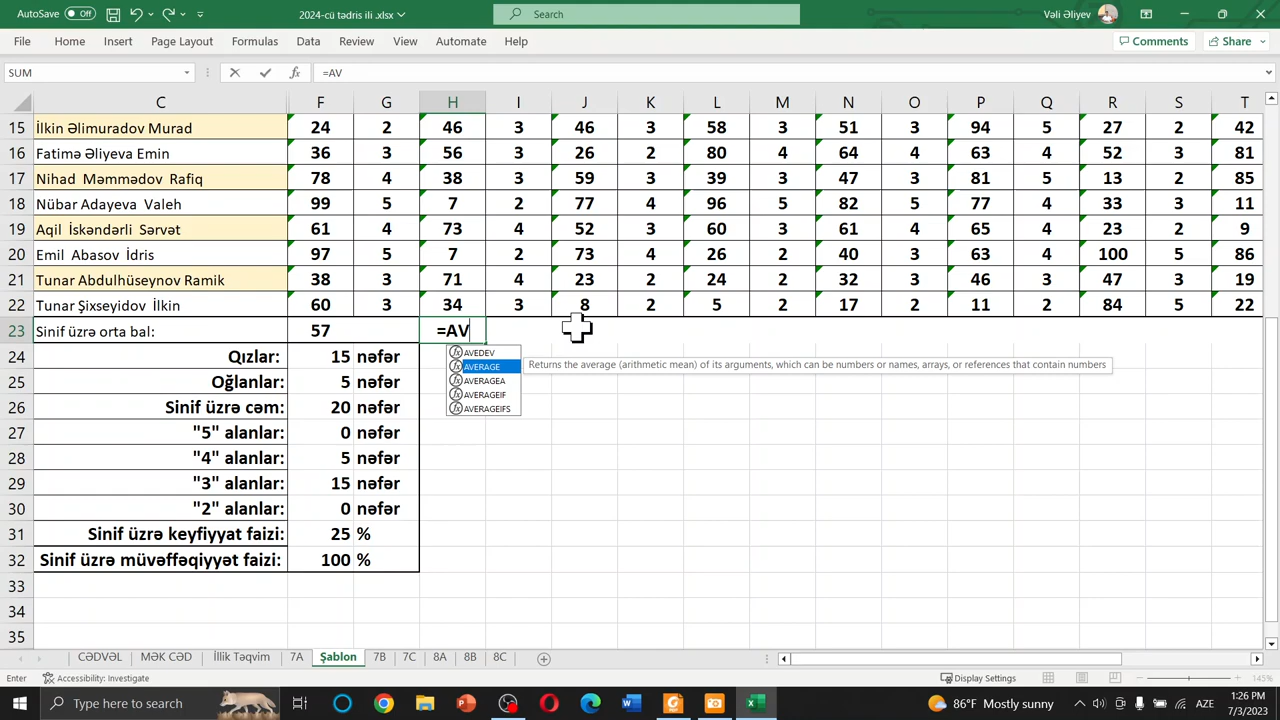 AutoSave Off 2024-cü tədris ili .xlsx Search Vəli Əliyev
File Home Insert Page Layout Formulas Data Review View Automate Help Comments Share
SUM fx =AV
C F G H I J K L M N O P Q R S T
15 İlkin Əlimuradov Murad 24 2 46 3 46 3 58 3 51 3 94 5 27 2 42
16 Fatimə Əliyeva Emin 36 3 56 3 26 2 80 4 64 4 63 4 52 3 81
17 Nihad Məmmədov Rafiq 78 4 38 3 59 3 39 3 47 3 81 5 13 2 85
18 Nübar Adayeva Valeh 99 5 7 2 77 4 96 5 82 5 77 4 33 3 11
19 Aqil İskəndərli Sərvət 61 4 73 4 52 3 60 3 61 4 65 4 23 2 9
20 Emil Abasov İdris 97 5 7 2 73 4 26 2 40 3 63 4 100 5 86
21 Tunar Abdulhüseynov Ramik 38 3 71 4 23 2 24 2 32 3 46 3 47 3 19
22 Tunar Şixseyidov İlkin 60 3 34 3 8 2 5 2 17 2 11 2 84 5 22
23 Sinif üzrə orta bal: 57 =AV
24 Qızlar: 15 nəfər
25 Oğlanlar: 5 nəfər
26 Sinif üzrə cəm: 20 nəfər
27 "5" alanlar: 0 nəfər
28 "4" alanlar: 5 nəfər
29 "3" alanlar: 15 nəfər
30 "2" alanlar: 0 nəfər
31 Sinif üzrə keyfiyyat faizi: 25 %
32 Sinif üzrə müvəffəqiyyət faizi: 100 %
33
34
35
AVEDEV
AVERAGE Returns the average (arithmetic mean) of its arguments, which can be numbers or names, arrays, or references that contain numbers
AVERAGEA
AVERAGEIF
AVERAGEIFS
CƏDVƏL MƏK CƏD İllik Təqvim 7A Şablon 7B 7C 8A 8B 8C
Enter Accessibility: Investigate Display Settings 145%
Type here to search 86°F Mostly sunny AZE 1:26 PM
7/3/2023